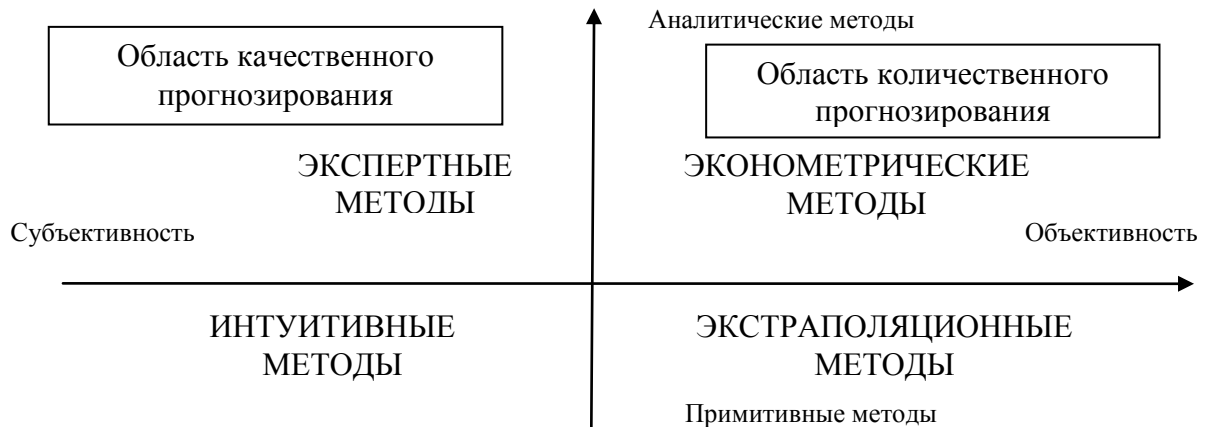 Аналитические методы
Область качественного
прогнозирования
Область количественного
прогнозирования
ЭКСПЕРТНЫЕ
МЕТОДЫ
ЭКОНОМЕТРИЧЕСКИЕ
МЕТОДЫ
Субъективность
Объективность
ИНТУИТИВНЫЕ
МЕТОДЫ
ЭКСТРАПОЛЯЦИОННЫЕ
МЕТОДЫ
Примитивные методы